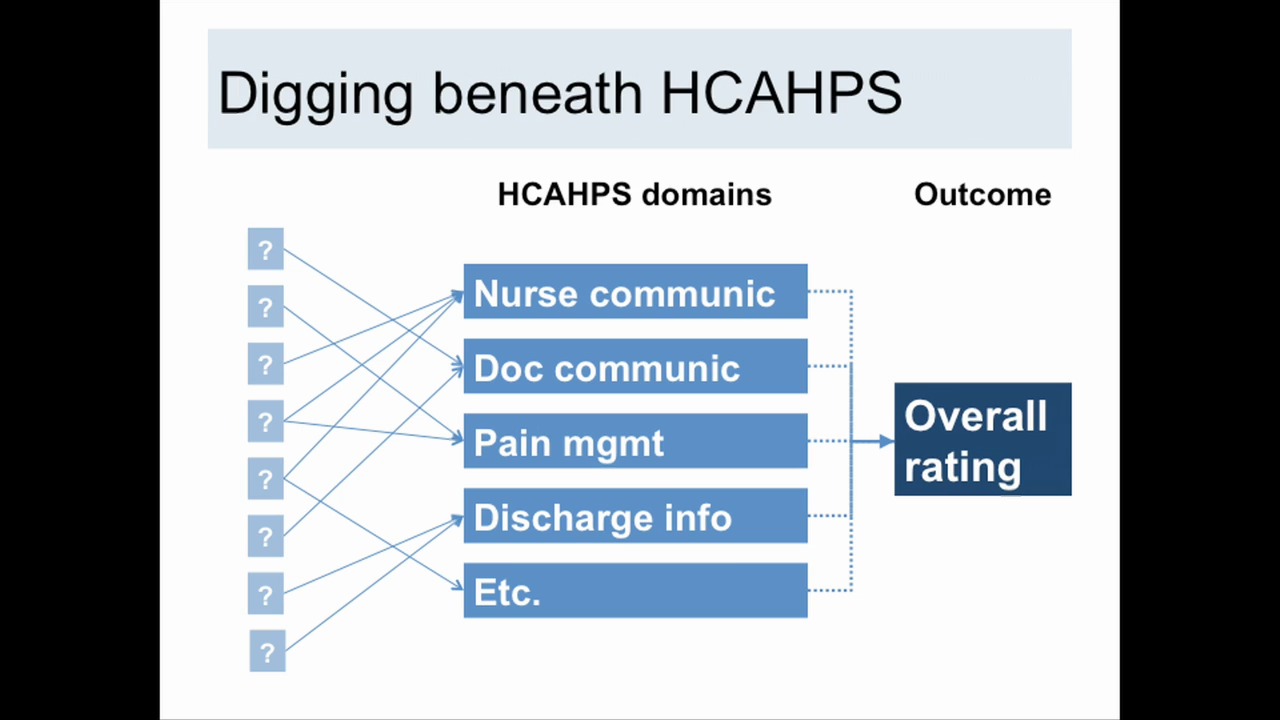 Digging beneath HCAHPS
HCAHPS domains
Outcome
?
?
?
?
?
?
?
?
Nurse communic
Doc communic
Pain mgmt
Discharge info
Etc.
Overall
rating